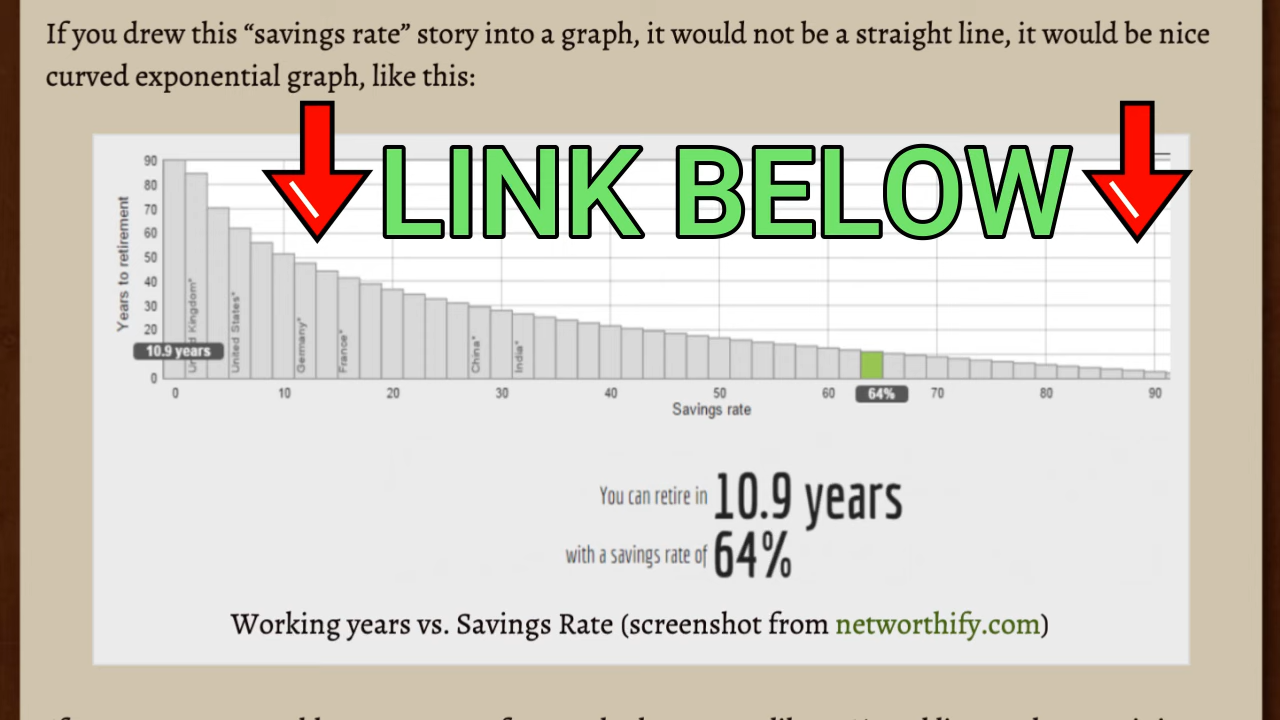 If you drew this “savings rate” story into a graph, it would not be a straight line, it would be nice
curved exponential graph, like this:
LINK BELOW
Years to retirement
90
80
70
60
50
40
30
20
10.9 years
0
Kingdom*
United States*
Germany*
France*
China*
India*
0 10 20 30 40 50 60 64% 70 80 90
Savings rate
You can retire in 10.9 years
with a savings rate of 64%
Working years vs. Savings Rate (screenshot from networthify.com)